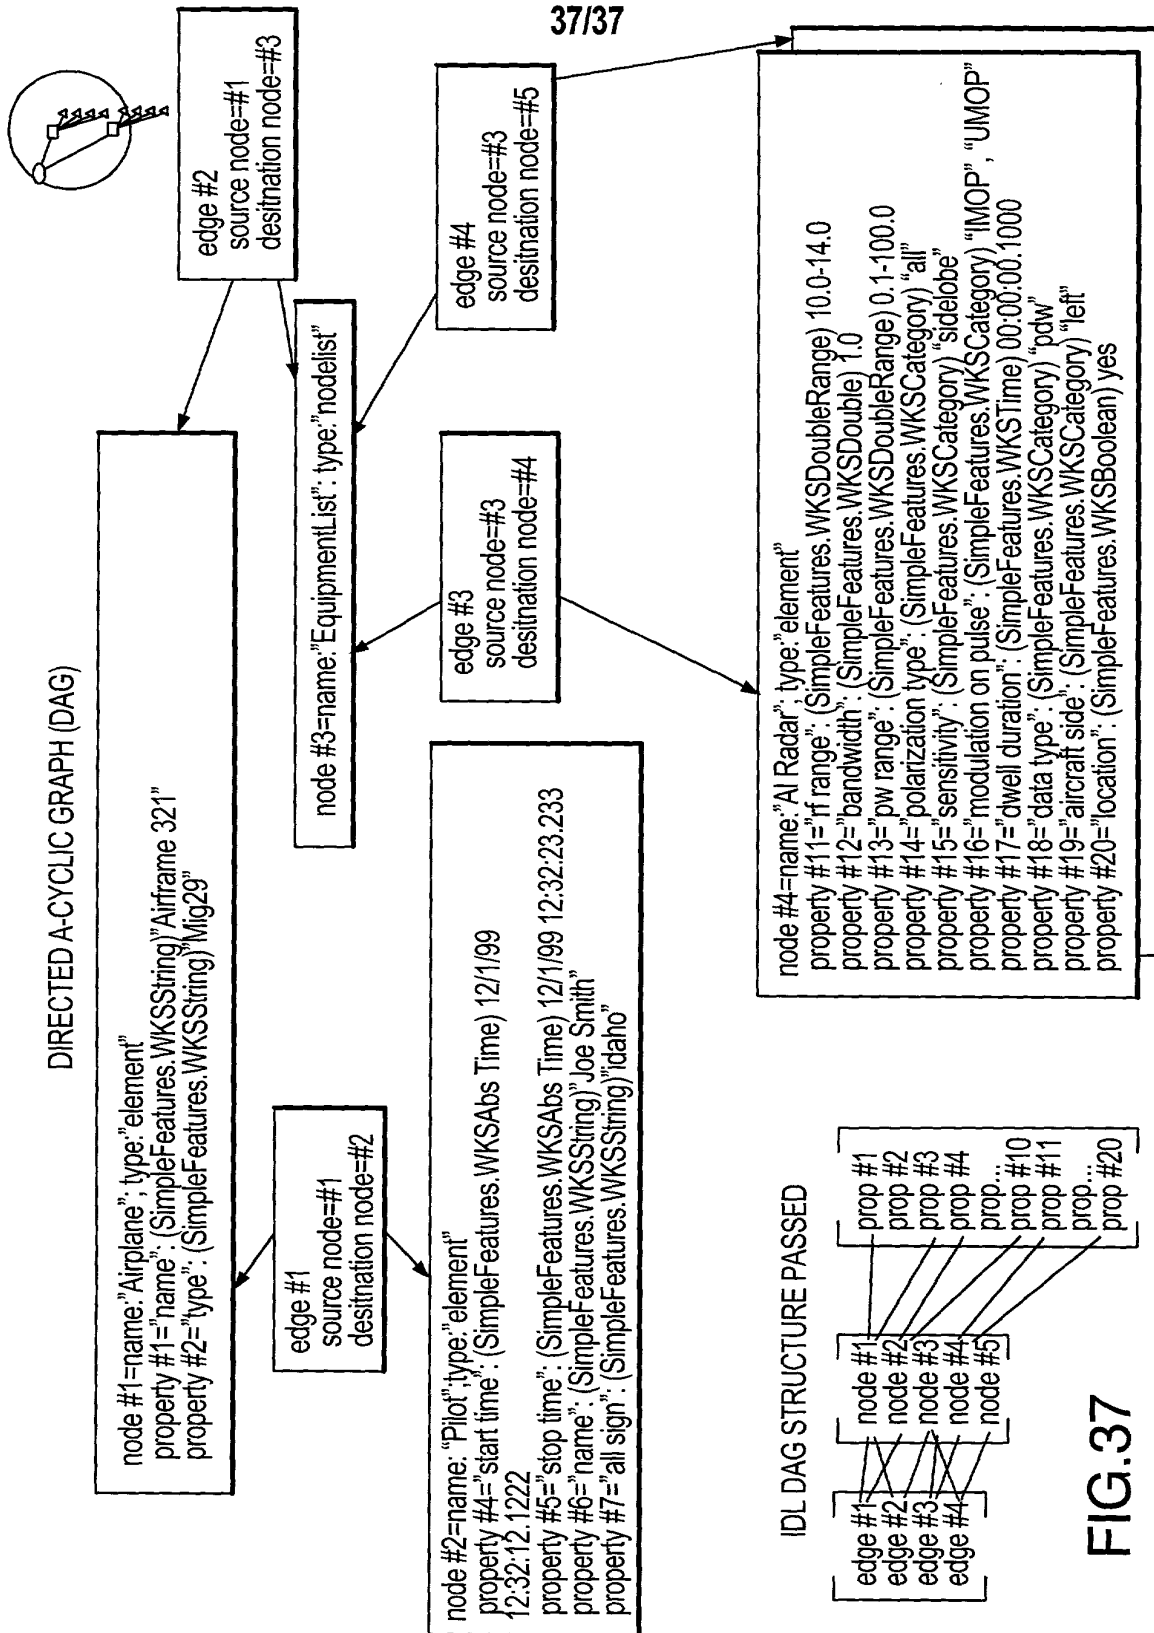 37/37
DIRECTED A-CYCLIC GRAPH (DAG)
node #1=name:"Airplane"; type:"element"
property #1="name": (SimpleFeatures.WKSString)"Airframe 321"
property #2="type": (SimpleFeatures.WKSString)"Mig29"
edge #2
source node=#1
desitnation node=#3
edge #1
source node=#1
desitnation node=#2
node #3=name:"EquipmentList"; type:"nodelist"
node #2=name: "Pilot";type:"element"
property #4="start time": (SimpleFeatures.WKSAbs Time) 12/1/99
12:32:12.1222
property #5="stop time": (SimpleFeatures.WKSAbs Time) 12/1/99 12:32:23.233
property #6="name": (SimpleFeatures.WKSString)"Joe Smith"
property #7="all sign": (SimpleFeatures.WKSString)"idaho"
edge #3
source node=#3
desitnation node=#4
edge #4
source node=#3
desitnation node=#5
node #4=name:"AI Radar"; type:"element"
property #11="rf range": (SimpleFeatures.WKSDoubleRange) 10.0-14.0
property #12="bandwidth": (SimpleFeatures.WKSDouble) 1.0
property #13="pw range": (SimpleFeatures.WKSDoubleRange) 0.1-100.0
property #14="polarization type": (SimpleFeatures.WKSCategory) "all"
property #15="sensitivity": (SimpleFeatures.WKSCategory) "sidelobe"
property #16="modulation on pulse": (SimpleFeatures.WKSCategory) "IMOP", "UMOP"
property #17="dwell duration": (SimpleFeatures.WKSTime) 00:00:00.1000
property #18="data type": (SimpleFeatures.WKSCategory) "pdw"
property #19="aircraft side": (SimpleFeatures.WKSCategory) "left"
property #20="location": (SimpleFeatures.WKSBoolean) yes
IDL DAG STRUCTURE PASSED
edge #1
edge #2
edge #3
edge #4
node #1
node #2
node #3
node #4
node #5
prop #1
prop #2
prop #3
prop #4
prop...
prop #10
prop #11
prop...
prop #20
FIG.37